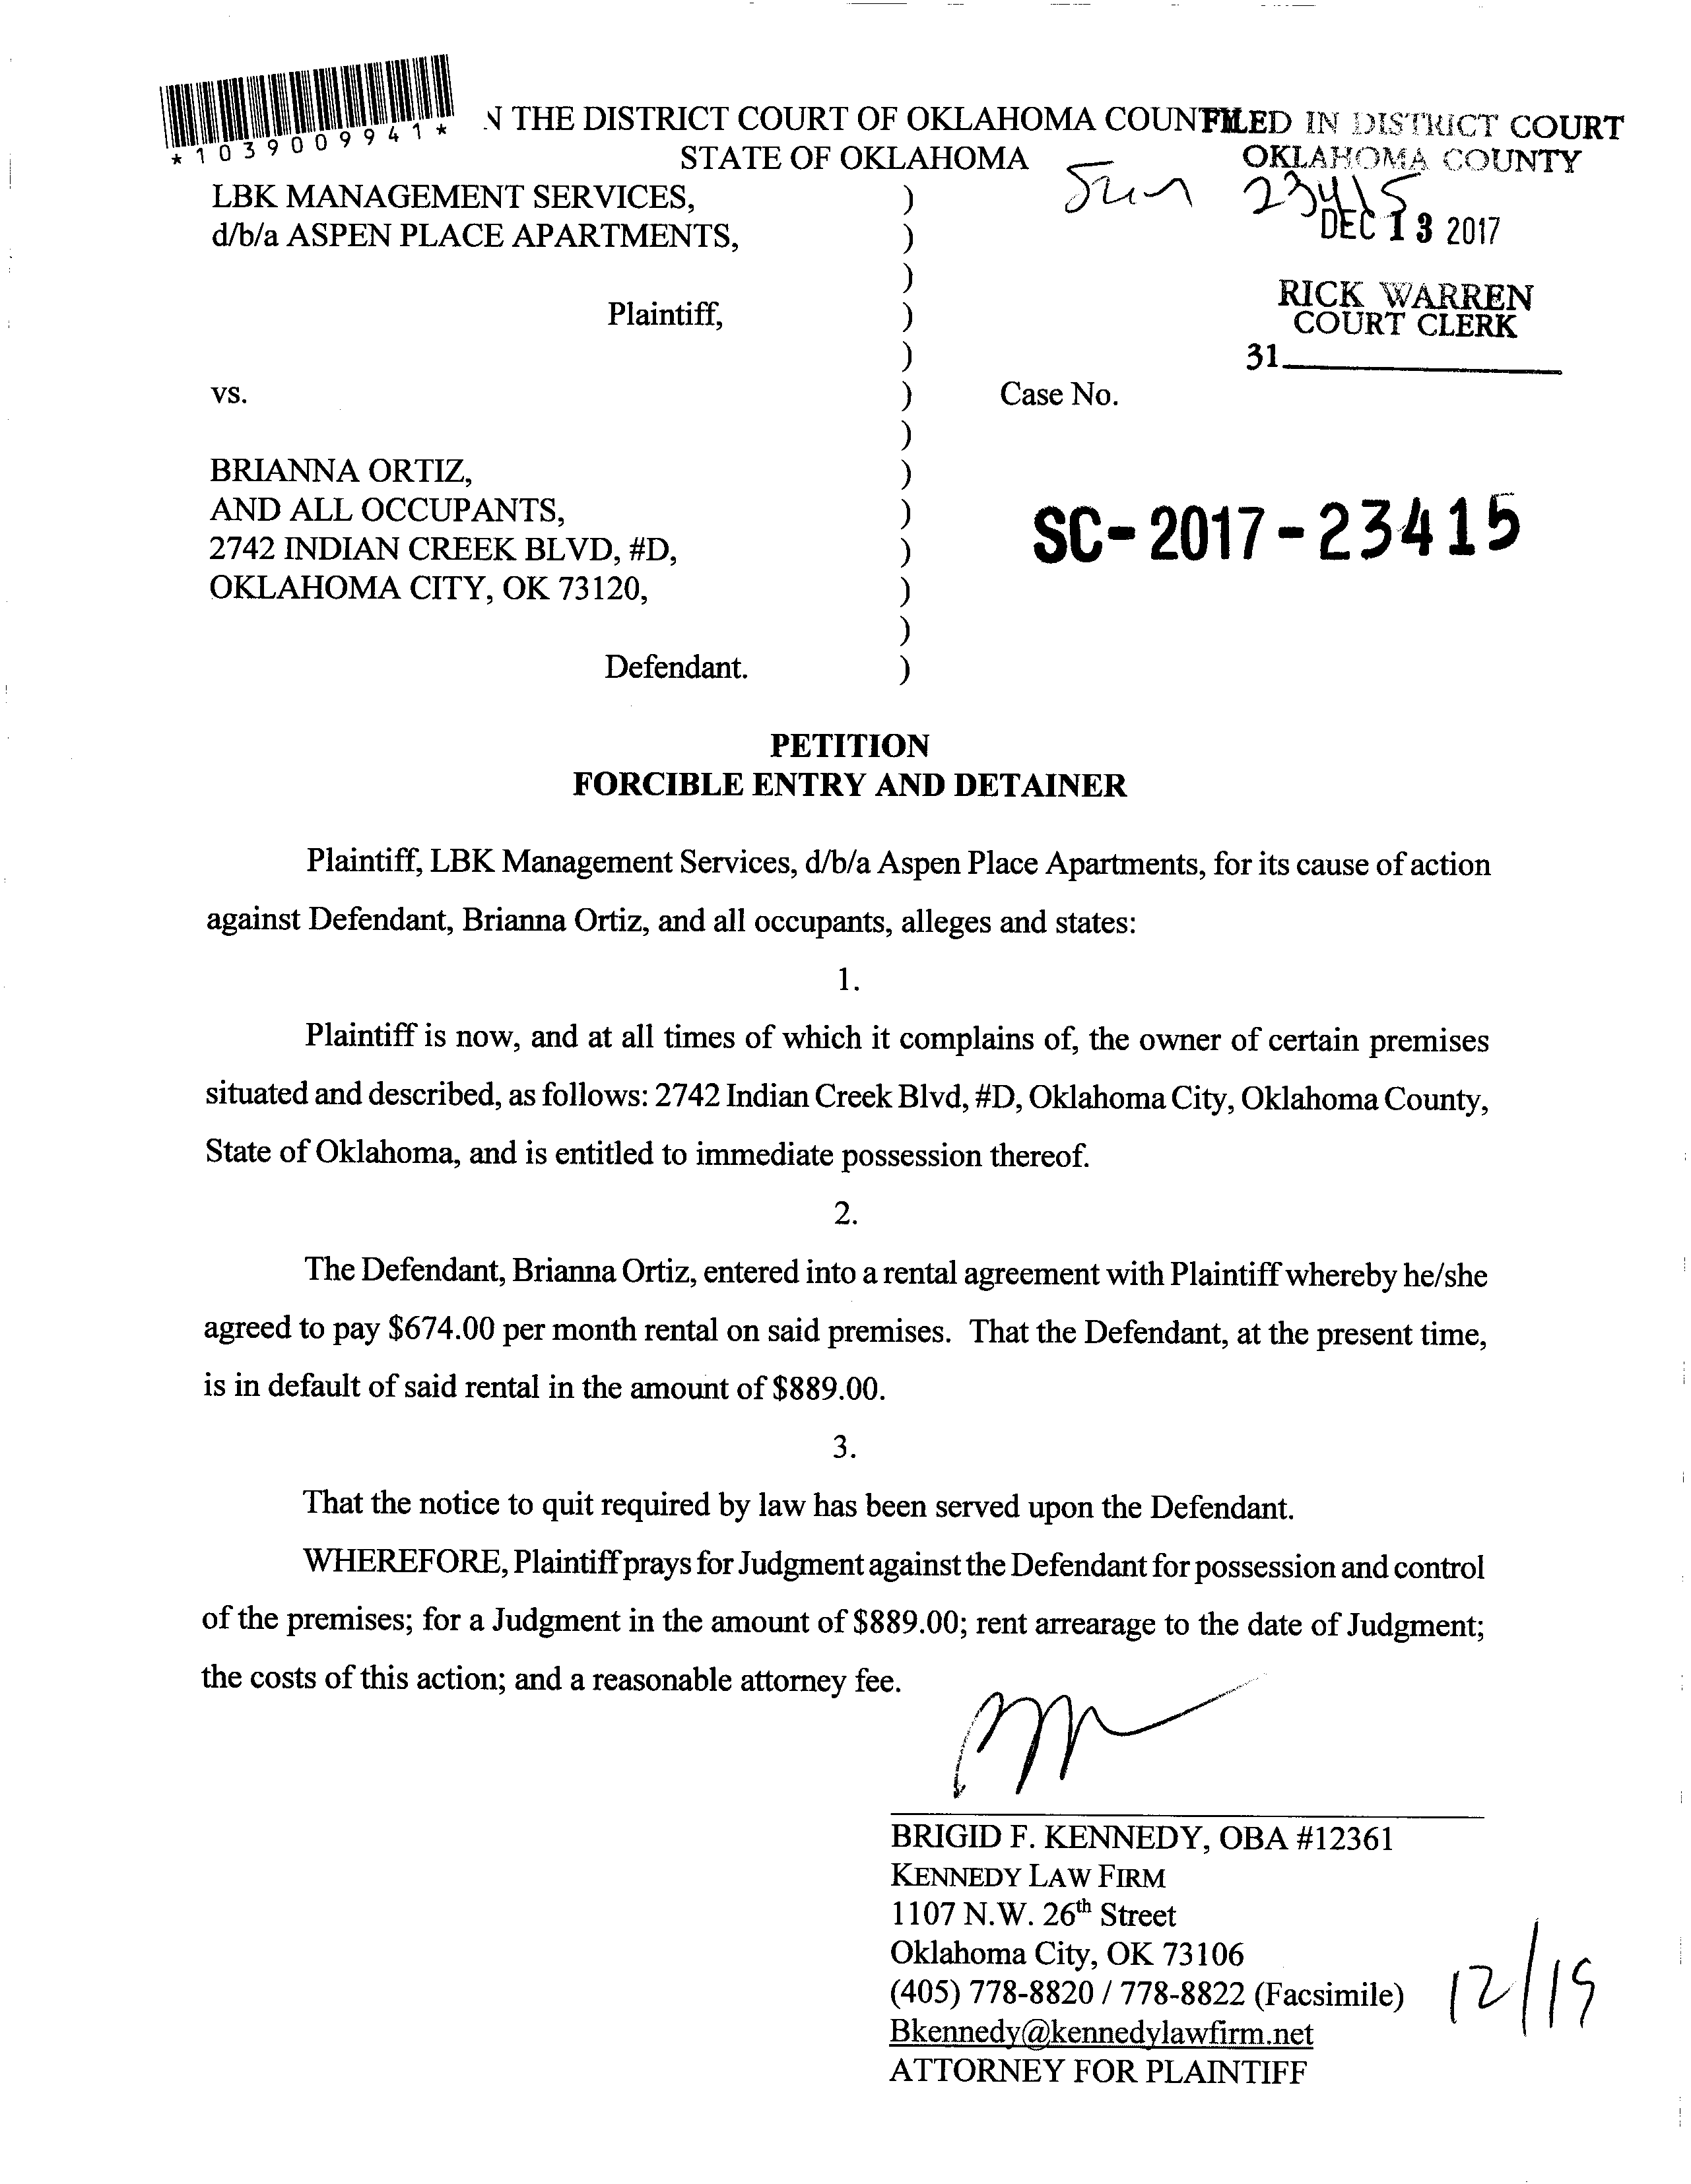 *1039009941*
N THE DISTRICT COURT OF OKLAHOMA COUN
STATE OF OKLAHOMA
FILED IN DISTRICT COURT
OKLAHOMA COUNTY
23415
DEC 13 2017
RICK WARREN
COURT CLERK
31
LBK MANAGEMENT SERVICES, )
d/b/a ASPEN PLACE APARTMENTS, )
)
Plaintiff, )
)
vs. ) Case No.
)
BRIANNA ORTIZ, )
AND ALL OCCUPANTS, )
2742 INDIAN CREEK BLVD, #D, )
OKLAHOMA CITY, OK 73120, )
)
Defendant. )
SC-2017-23415
PETITION
FORCIBLE ENTRY AND DETAINER
Plaintiff, LBK Management Services, d/b/a Aspen Place Apartments, for its cause of action
against Defendant, Brianna Ortiz, and all occupants, alleges and states:
1.
Plaintiff is now, and at all times of which it complains of, the owner of certain premises
situated and described, as follows: 2742 Indian Creek Blvd, #D, Oklahoma City, Oklahoma County,
State of Oklahoma, and is entitled to immediate possession thereof.
2.
The Defendant, Brianna Ortiz, entered into a rental agreement with Plaintiff whereby he/she
agreed to pay $674.00 per month rental on said premises. That the Defendant, at the present time,
is in default of said rental in the amount of $889.00.
3.
That the notice to quit required by law has been served upon the Defendant.
WHEREFORE, Plaintiff prays for Judgment against the Defendant for possession and control
of the premises; for a Judgment in the amount of $889.00; rent arrearage to the date of Judgment;
the costs of this action; and a reasonable attorney fee.
BRIGID F. KENNEDY, OBA #12361
KENNEDY LAW FIRM
1107 N.W. 26th Street
Oklahoma City, OK 73106
(405) 778-8820 / 778-8822 (Facsimile)
Bkennedy@kennedylawfirm.net
ATTORNEY FOR PLAINTIFF
12/19